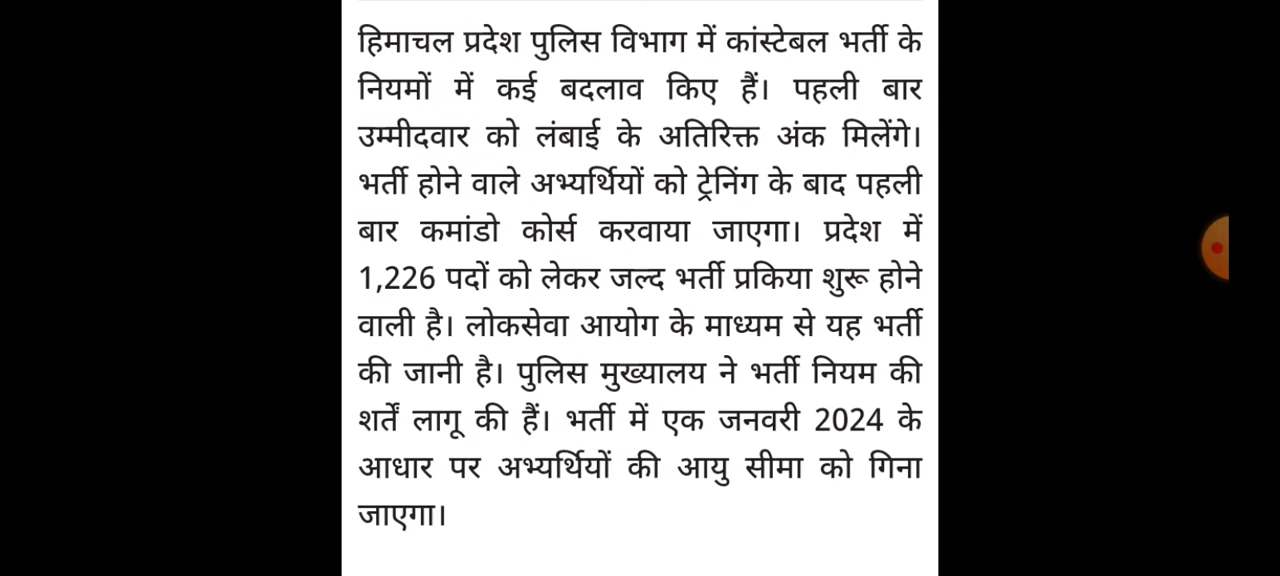 हिमाचल प्रदेश पुलिस विभाग में कांस्टेबल भर्ती के
नियमों में कई बदलाव किए हैं। पहली बार
उम्मीदवार को लंबाई के अतिरिक्त अंक मिलेंगे।
भर्ती होने वाले अभ्यर्थियों को ट्रेनिंग के बाद पहली
बार कमांडो कोर्स करवाया जाएगा। प्रदेश में
1,226 पदों को लेकर जल्द भर्ती प्रकिया शुरू होने
वाली है। लोकसेवा आयोग के माध्यम से यह भर्ती
की जानी है। पुलिस मुख्यालय ने भर्ती नियम की
शर्तें लागू की हैं। भर्ती में एक जनवरी 2024 के
आधार पर अभ्यर्थियों की आयु सीमा को गिना
जाएगा।